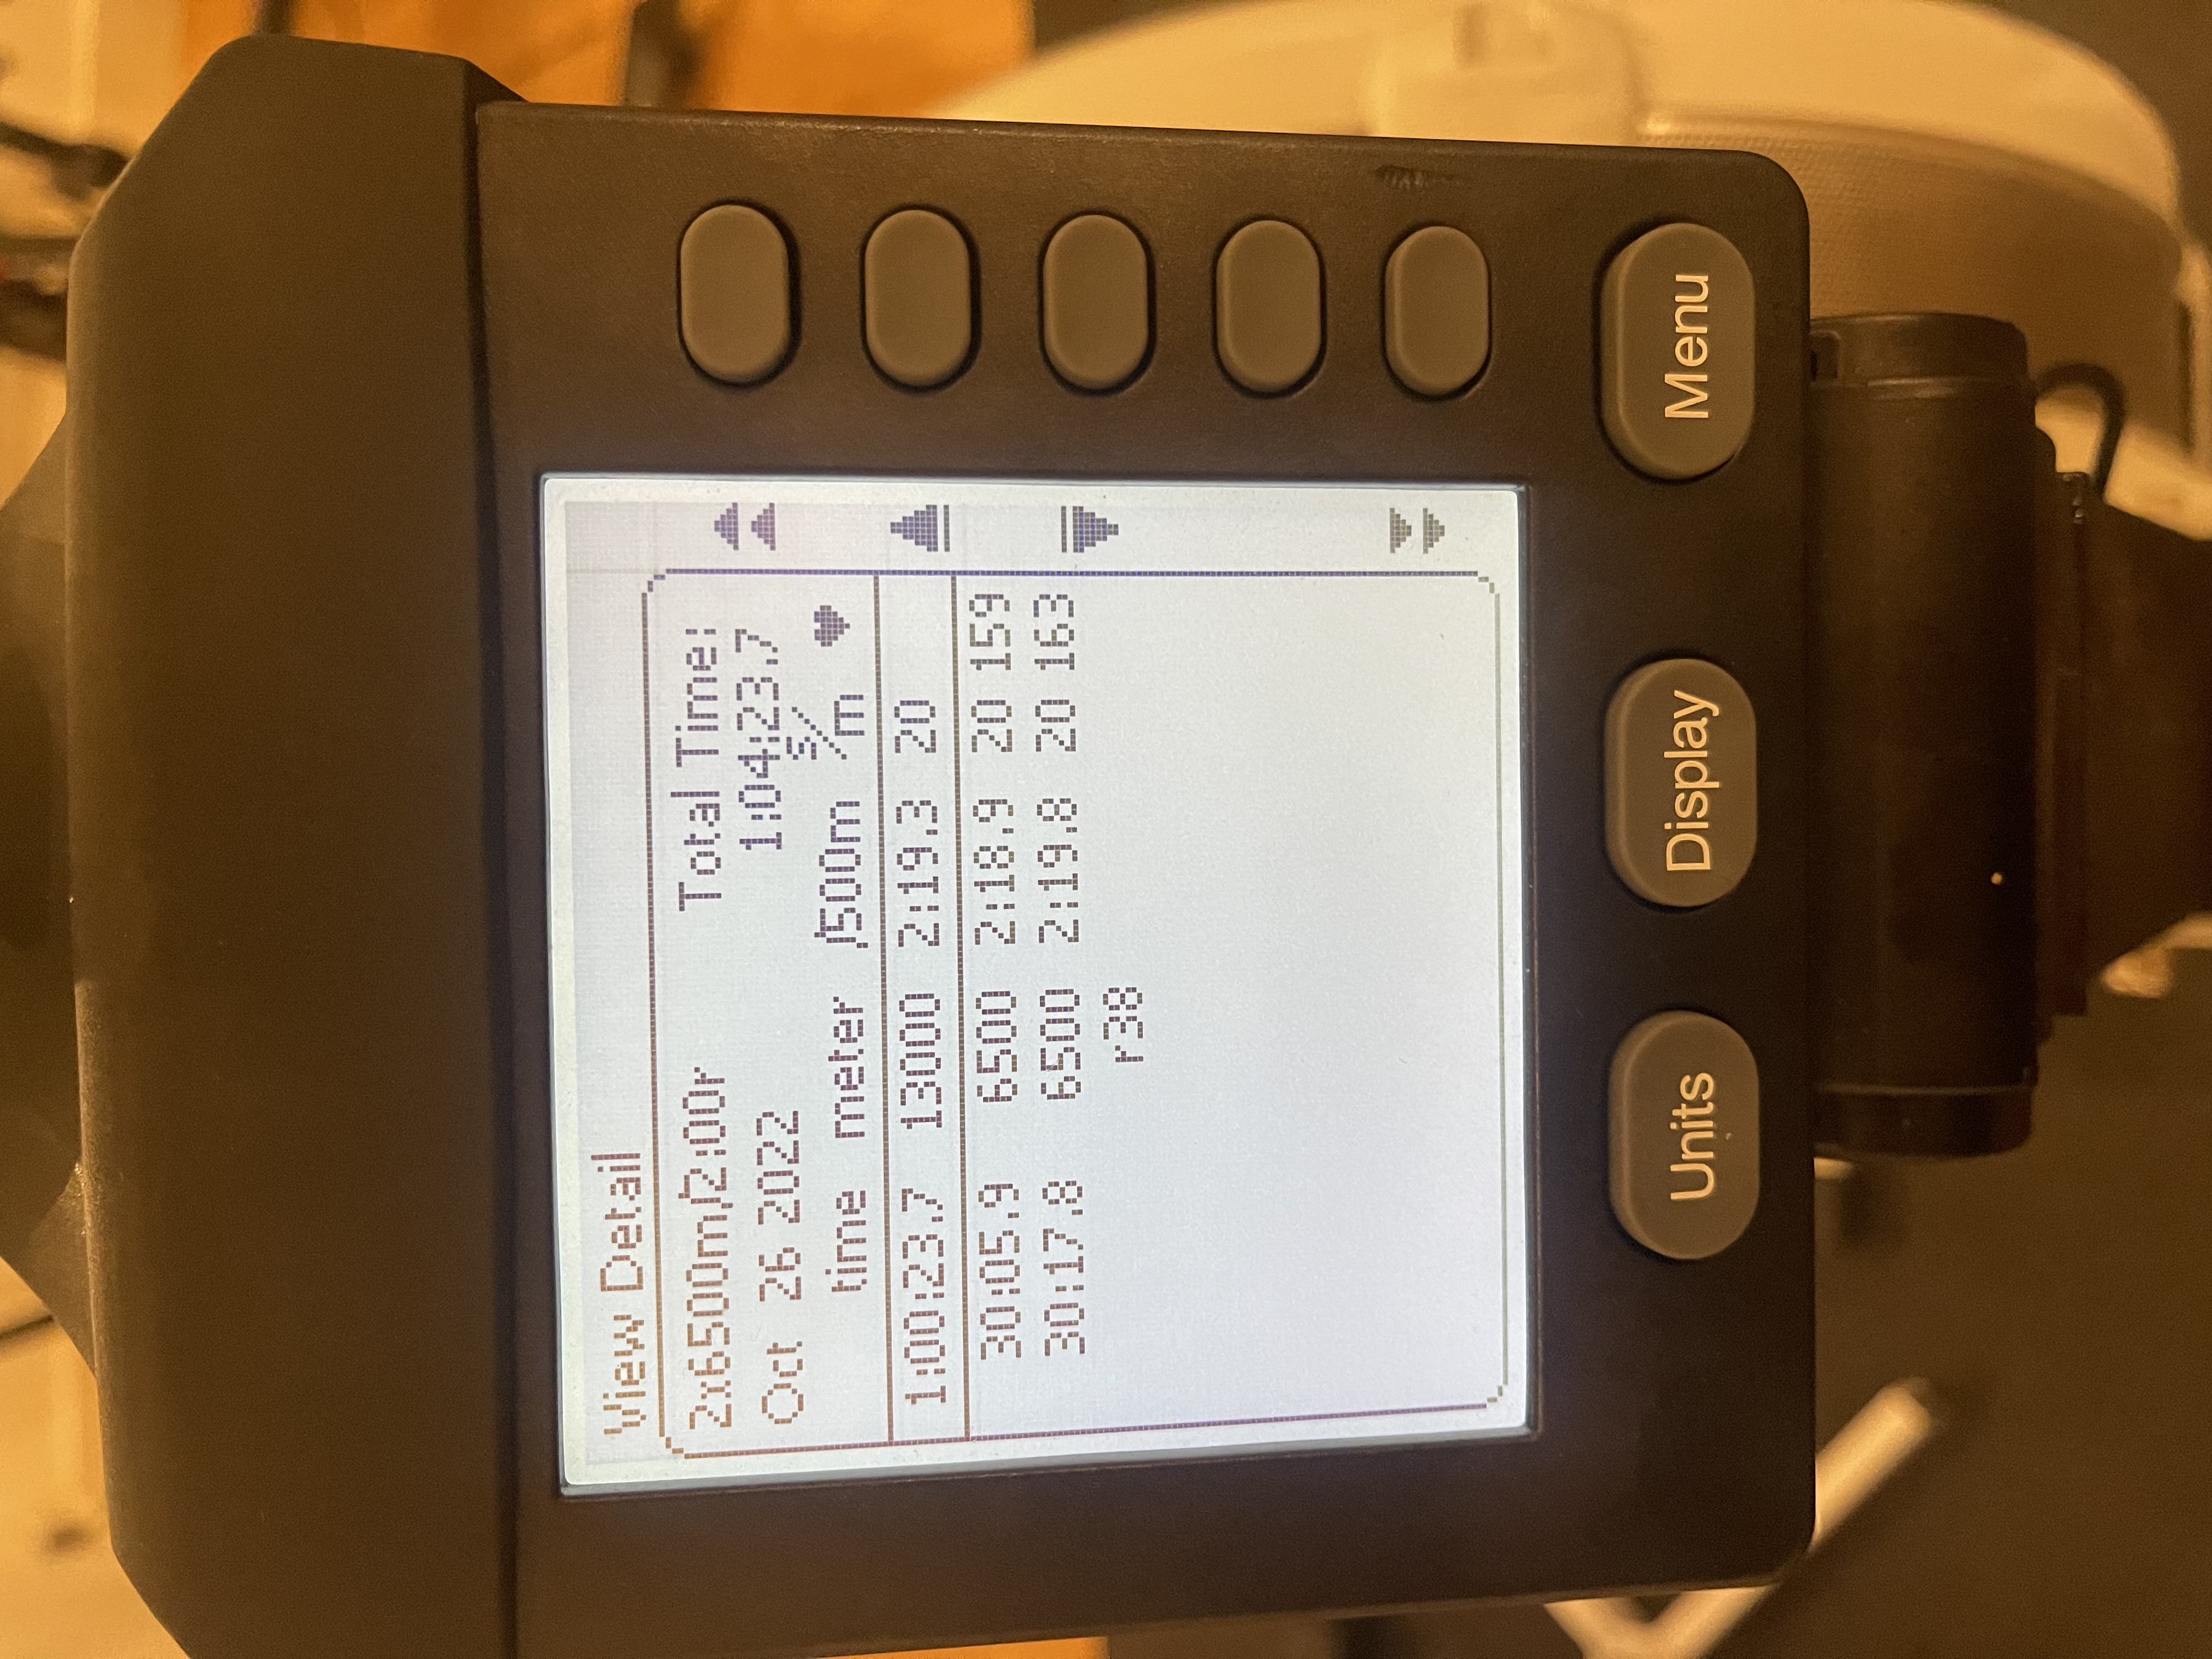 View Detail
2x6500m/2:00r Total Time:
Oct 26 2022 1:04:23.7
time meter /500m s/m ♥
1:00:23.7 13000 2:19.3 20
30:05.9 6500 2:18.9 20 159
30:17.8 6500 2:19.8 20 163
r38
Units Display Menu